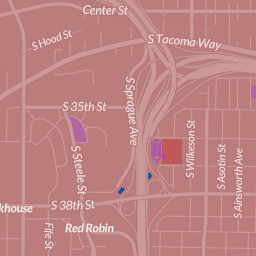 Center St
S Hood St
S Tacoma Way
S 35th St
S Sprague Ave
S Wilkeson St
S Steele St
S Asotin St
S Ainsworth Ave
khouse
S 38th St
Red Robin
Fife St